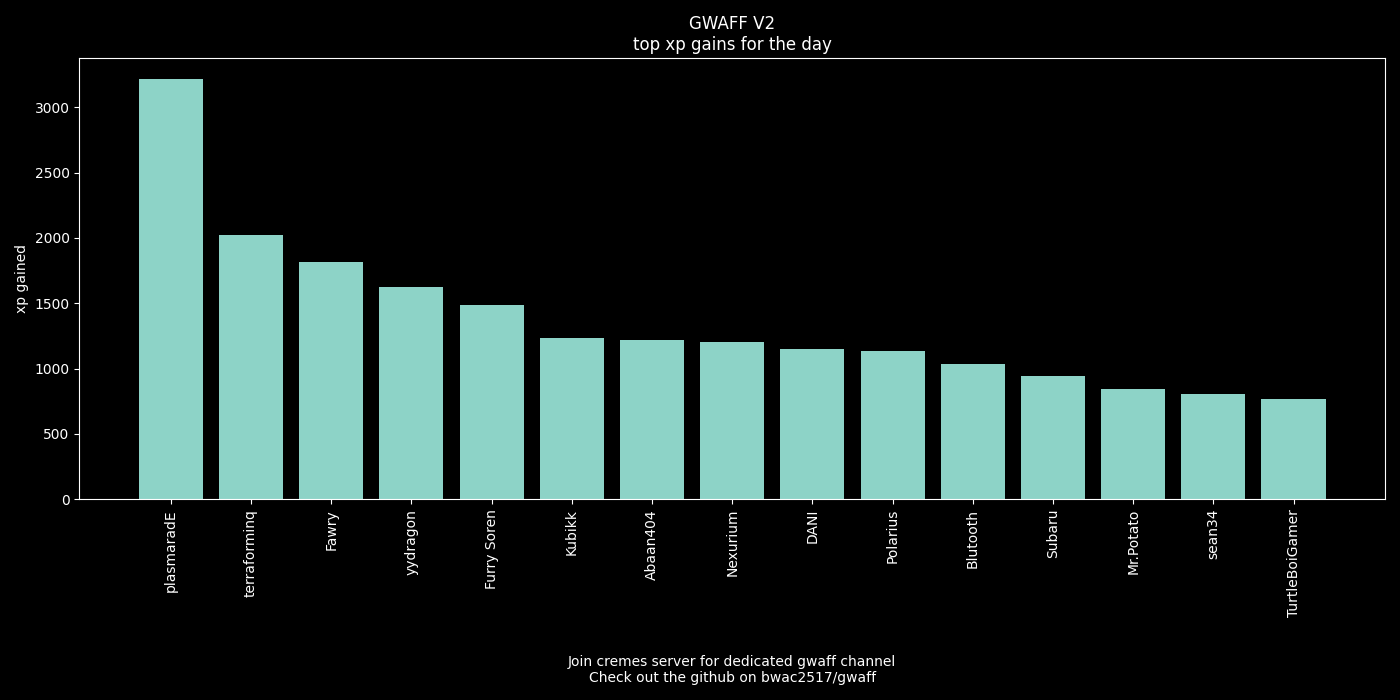 GWAFF V2
top xp gains for the day
xp gained
3000
2500
2000
1500
1000
500
0
plasmaradE
terraforminq
Fawry
yydragon
Furry Soren
Kubikk
Abaan404
Nexurium
DANI
Polarius
Blutooth
Subaru
Mr.Potato
sean34
TurtleBoiGamer
Join cremes server for dedicated gwaff channel
Check out the github on bwac2517/gwaff